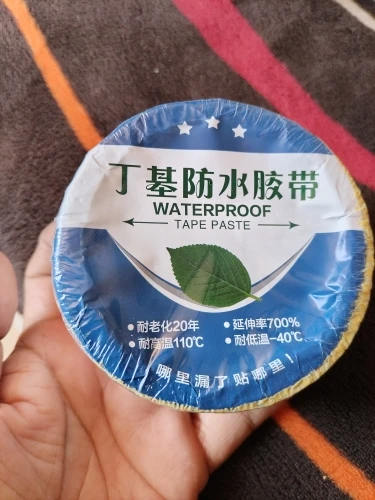 丁基防水胶带
WATERPROOF
TAPE PASTE
•耐老化20年 •延伸率700%
•耐高温110℃ •耐低温-40℃
哪里漏了贴哪里!